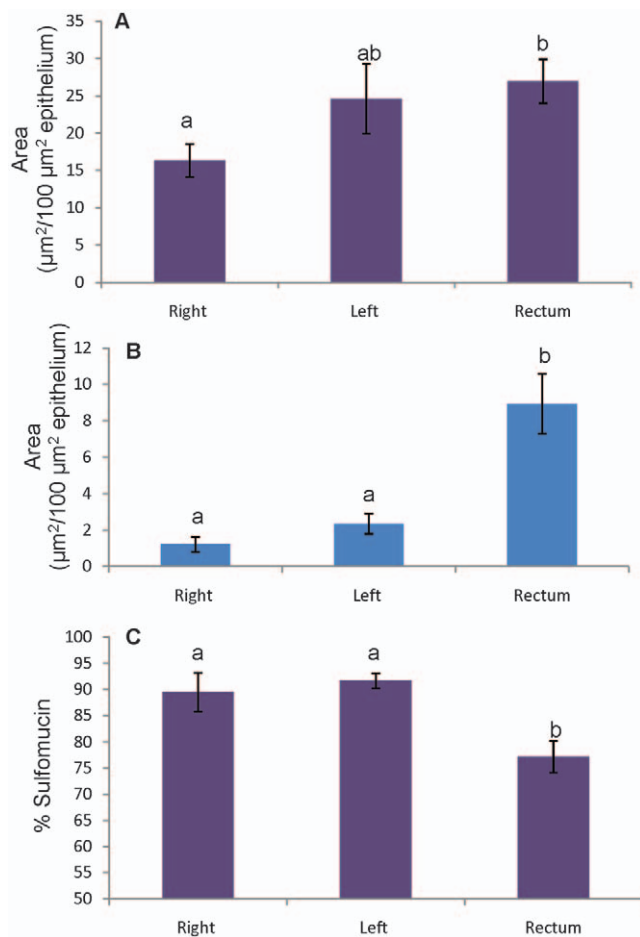 A
Area
(µm²/100 µm² epithelium)
35
30
25
20
15
10
5
0
a
ab
b
Right
Left
Rectum
B
Area
(µm²/100 µm² epithelium)
12
10
8
6
4
2
0
a
a
b
Right
Left
Rectum
C
% Sulfomucin
100
95
90
85
80
75
70
65
60
55
50
a
a
b
Right
Left
Rectum